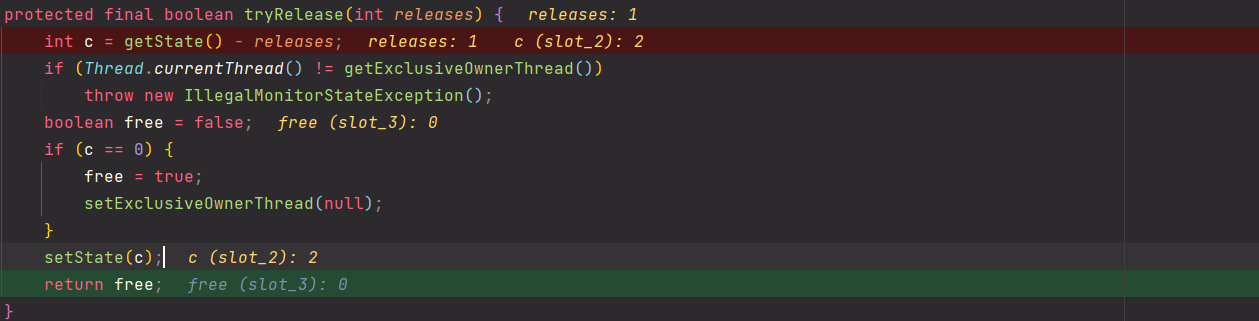 protected final boolean tryRelease(int releases) {  releases: 1
    int c = getState() - releases;  releases: 1    c (slot_2): 2
    if (Thread.currentThread() != getExclusiveOwnerThread())
        throw new IllegalMonitorStateException();
    boolean free = false;  free (slot_3): 0
    if (c == 0) {
        free = true;
        setExclusiveOwnerThread(null);
    }
    setState(c);  c (slot_2): 2
    return free;  free (slot_3): 0
}